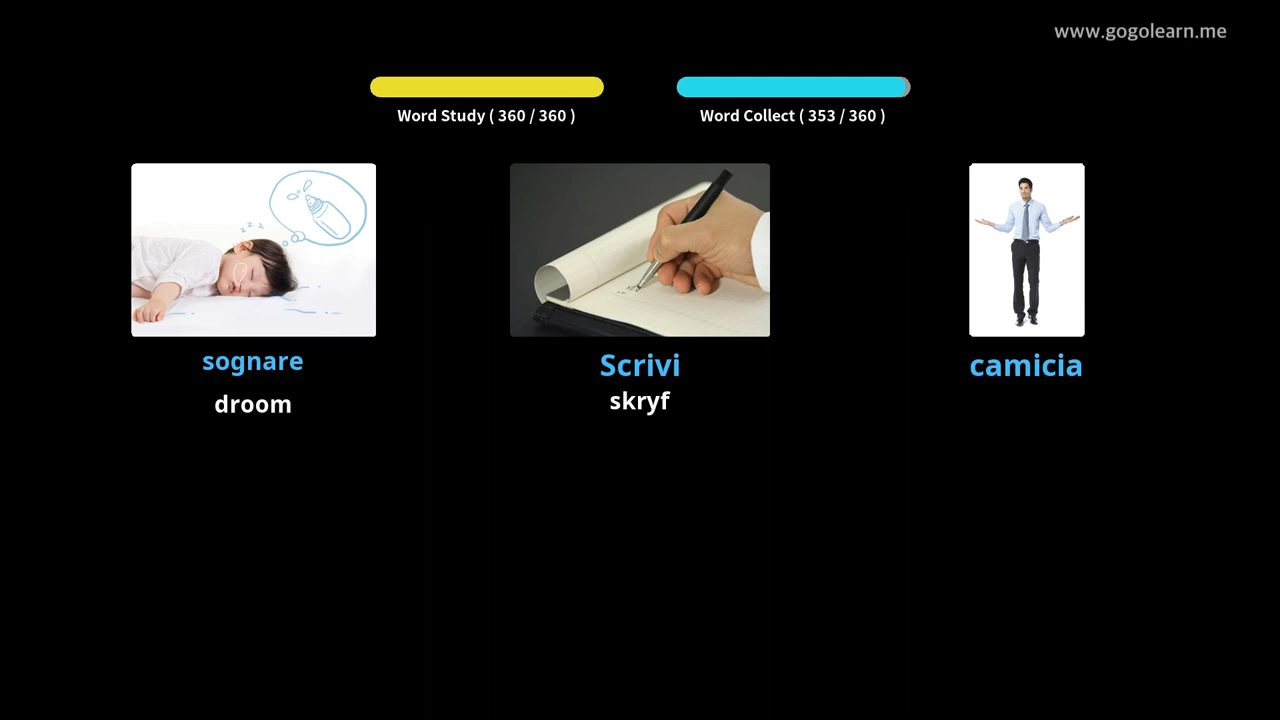 www.gogolearn.me
Word Study ( 360 / 360 )
Word Collect ( 353 / 360 )
sognare
Scrivi
camicia
droom
skryf